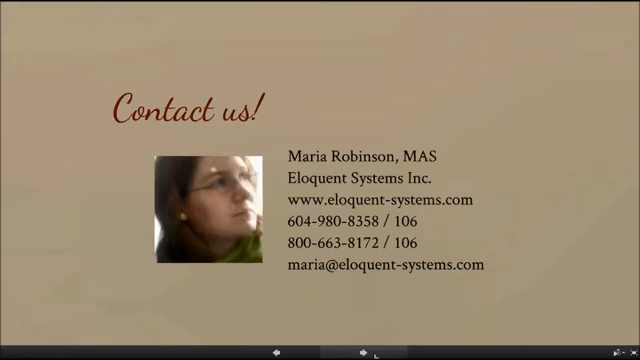 Contact us!
Maria Robinson, MAS
Eloquent Systems Inc.
www.eloquent-systems.com
604-980-8358 / 106
800-663-8172 / 106
maria@eloquent-systems.com